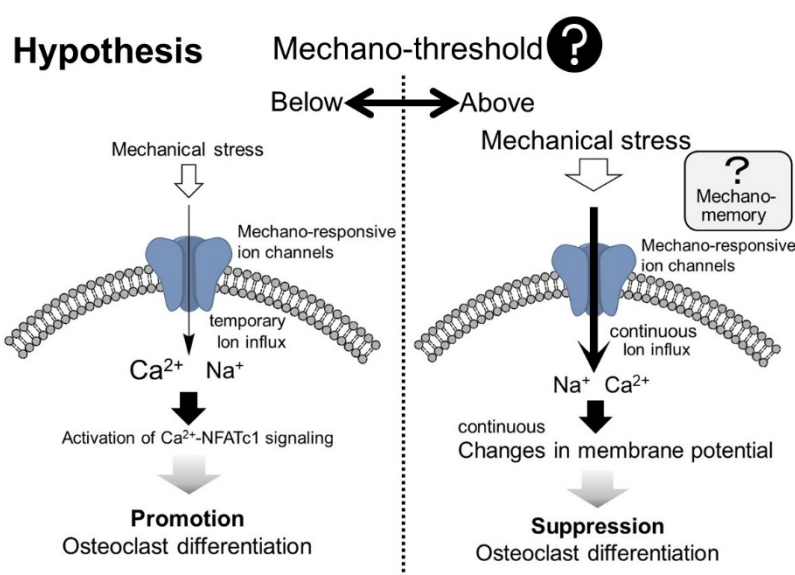 Hypothesis
Mechano-threshold ?
Below
Above
Mechanical stress
Mechano-responsive
ion channels
temporary
Ion influx
Ca²⁺ Na⁺
Activation of Ca²⁺-NFATc1 signaling
Promotion
Osteoclast differentiation
Mechanical stress
?
Mechano-
memory
Mechano-responsive
ion channels
continuous
Ion influx
Na⁺ Ca²⁺
continuous
Changes in membrane potential
Suppression
Osteoclast differentiation